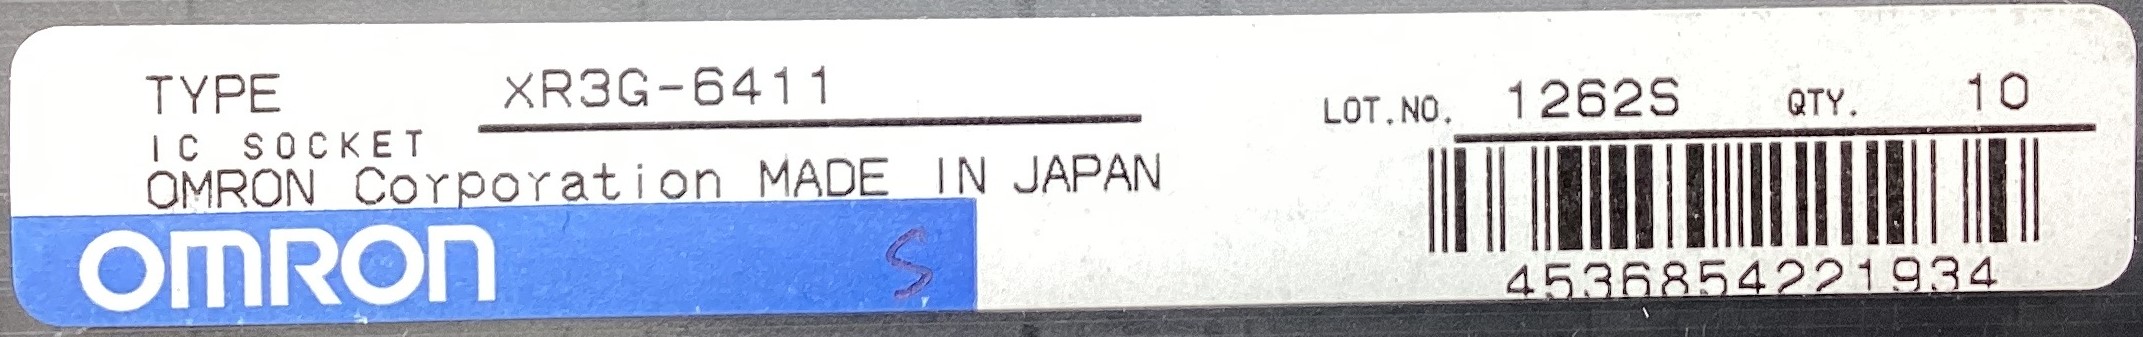 TYPE XR3G-6411
IC SOCKET
OMRON Corporation MADE IN JAPAN
OMRON
S
LOT.NO. 1262S QTY. 10
4536854221934